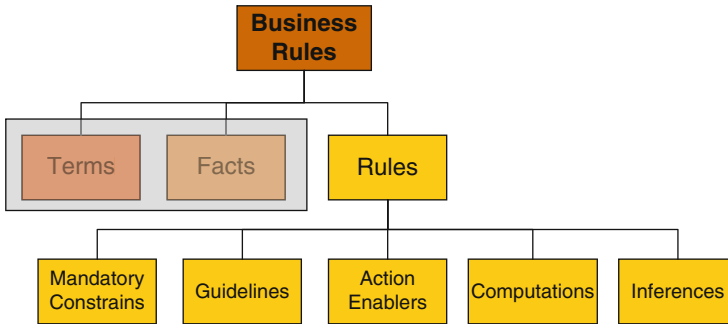 Business
Rules
Terms
Facts
Rules
Mandatory
Constrains
Guidelines
Action
Enablers
Computations
Inferences